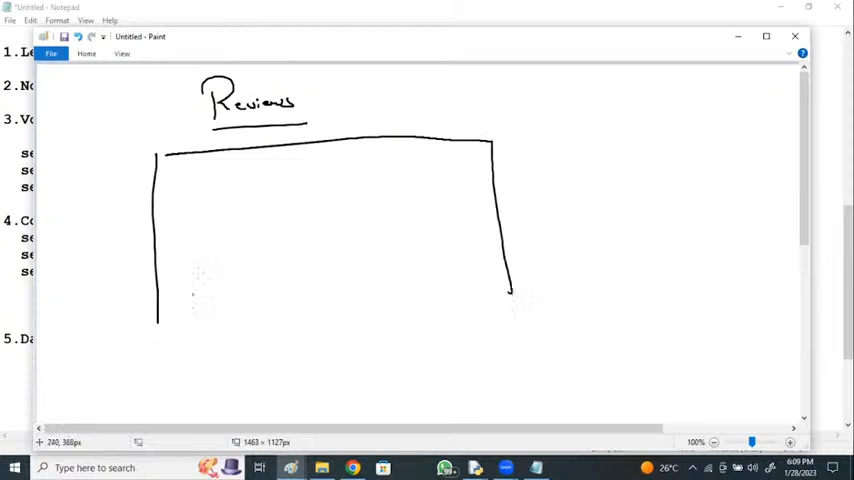 *Untitled - Notepad
File Edit Format View Help
Untitled - Paint
File Home View
1.Le
2.No
3.Vo
se
se
se
4.Co
se
se
se
5.Da
Reviews
240, 368px
1463 × 1127px
100%
Type here to search
99+
26°C
6:09 PM
1/28/2023